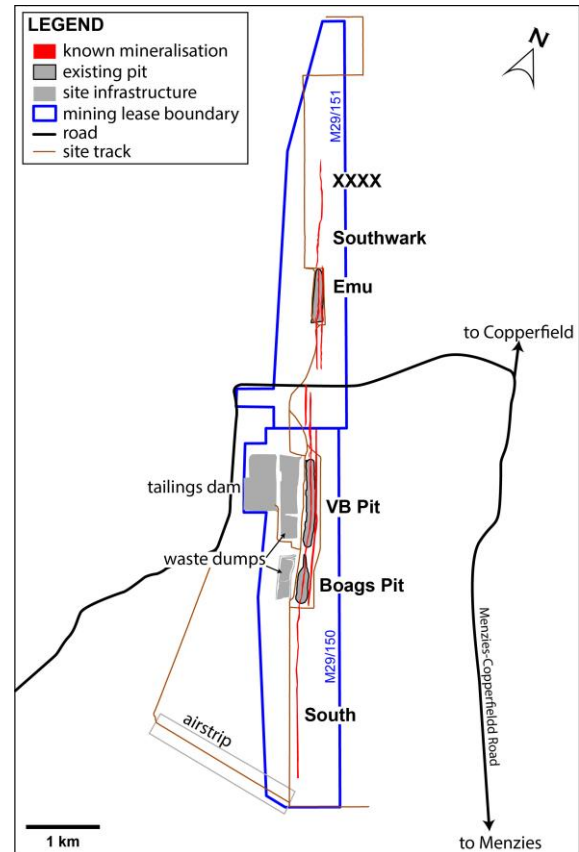 LEGEND
known mineralisation
existing pit
site infrastructure
mining lease boundary
road
site track
N
M29/151
XXXX
Southwark
Emu
to Copperfield
tailings dam
VB Pit
waste dumps
Boags Pit
M29/150
Menzies-Copperfieldd Road
South
airstrip
1 km
to Menzies